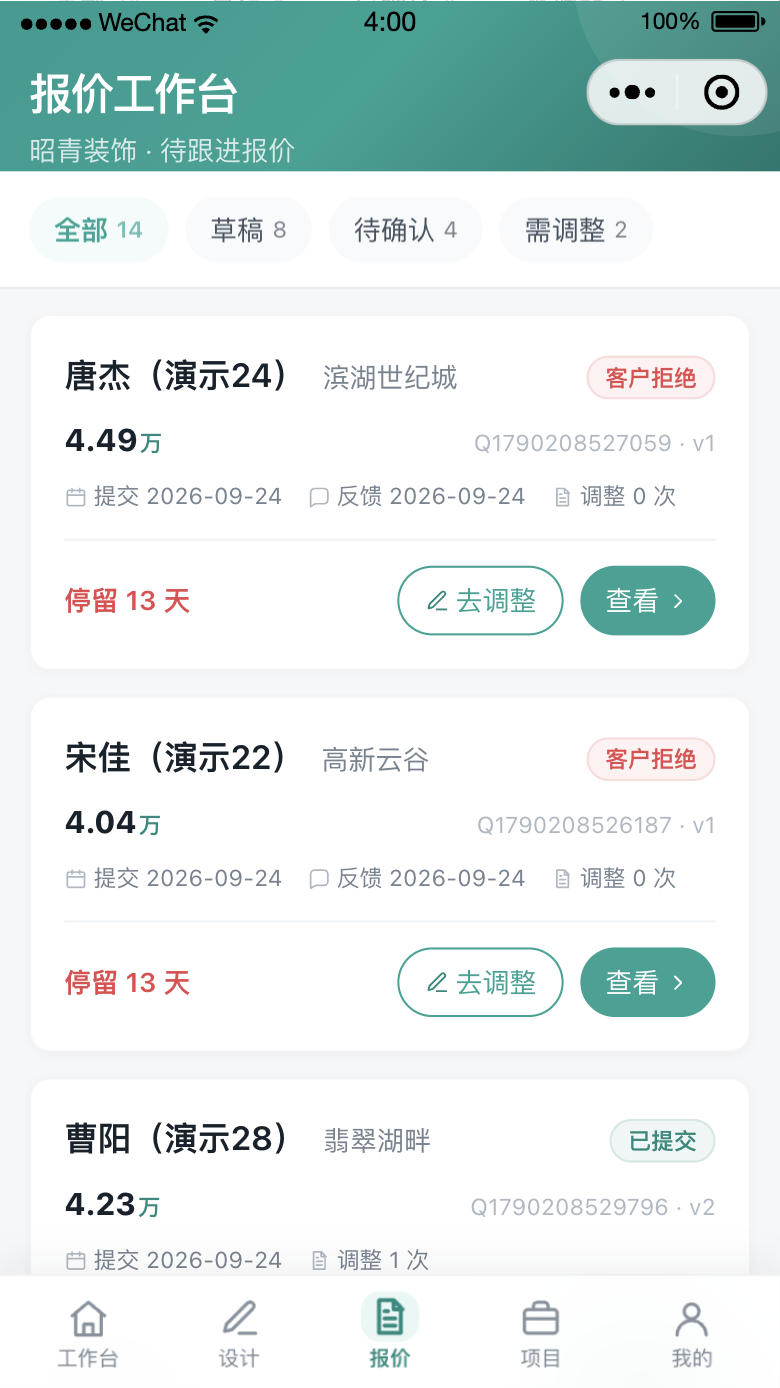 ●●●●● WeChat 4:00 100%
报价工作台
昭青装饰 · 待跟进报价
全部 14 草稿 8 待确认 4 需调整 2
唐杰（演示24） 滨湖世纪城 客户拒绝
4.49万 Q1790208527059 · v1
提交 2026-09-24 反馈 2026-09-24 调整 0 次
停留 13 天 去调整 查看 >
宋佳（演示22） 高新云谷 客户拒绝
4.04万 Q1790208526187 · v1
提交 2026-09-24 反馈 2026-09-24 调整 0 次
停留 13 天 去调整 查看 >
曹阳（演示28） 翡翠湖畔 已提交
4.23万 Q1790208529796 · v2
提交 2026-09-24 调整 1 次
工作台 设计 报价 项目 我的